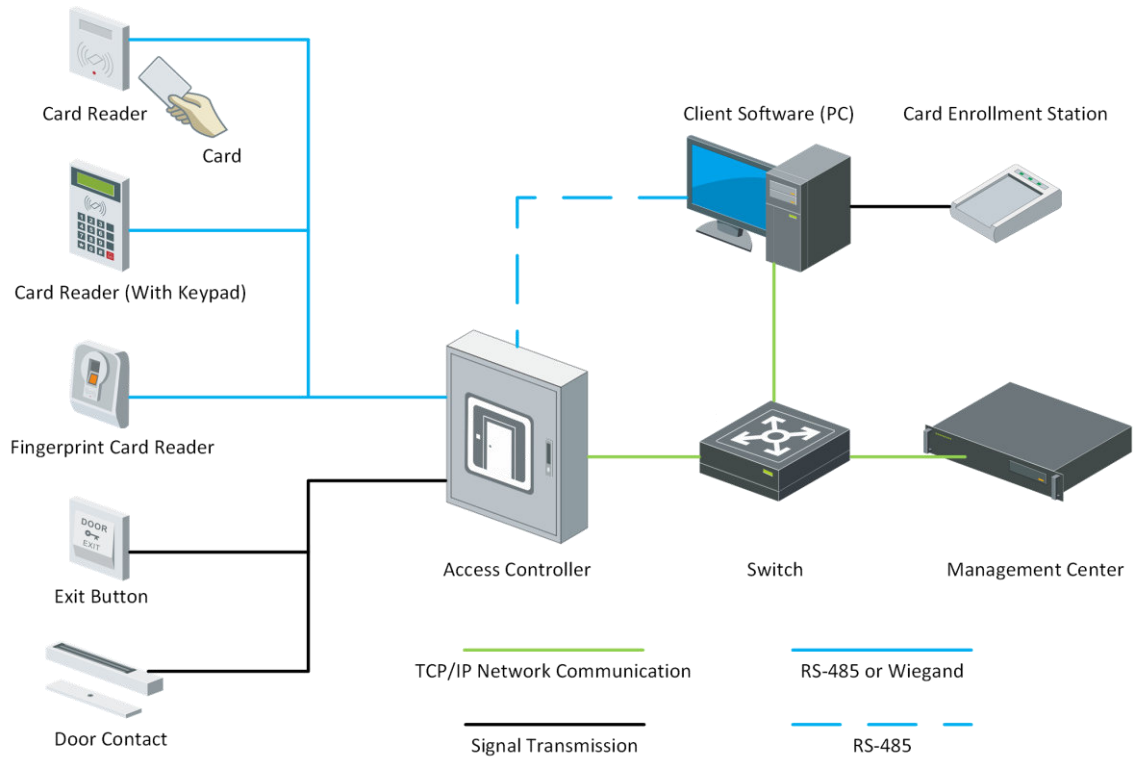 Card Reader
Card
Client Software (PC)
Card Enrollment Station
Card Reader (With Keypad)
Fingerprint Card Reader
DOOR
EXIT
Exit Button
Access Controller
Switch
Management Center
TCP/IP Network Communication
RS-485 or Wiegand
Door Contact
Signal Transmission
RS-485